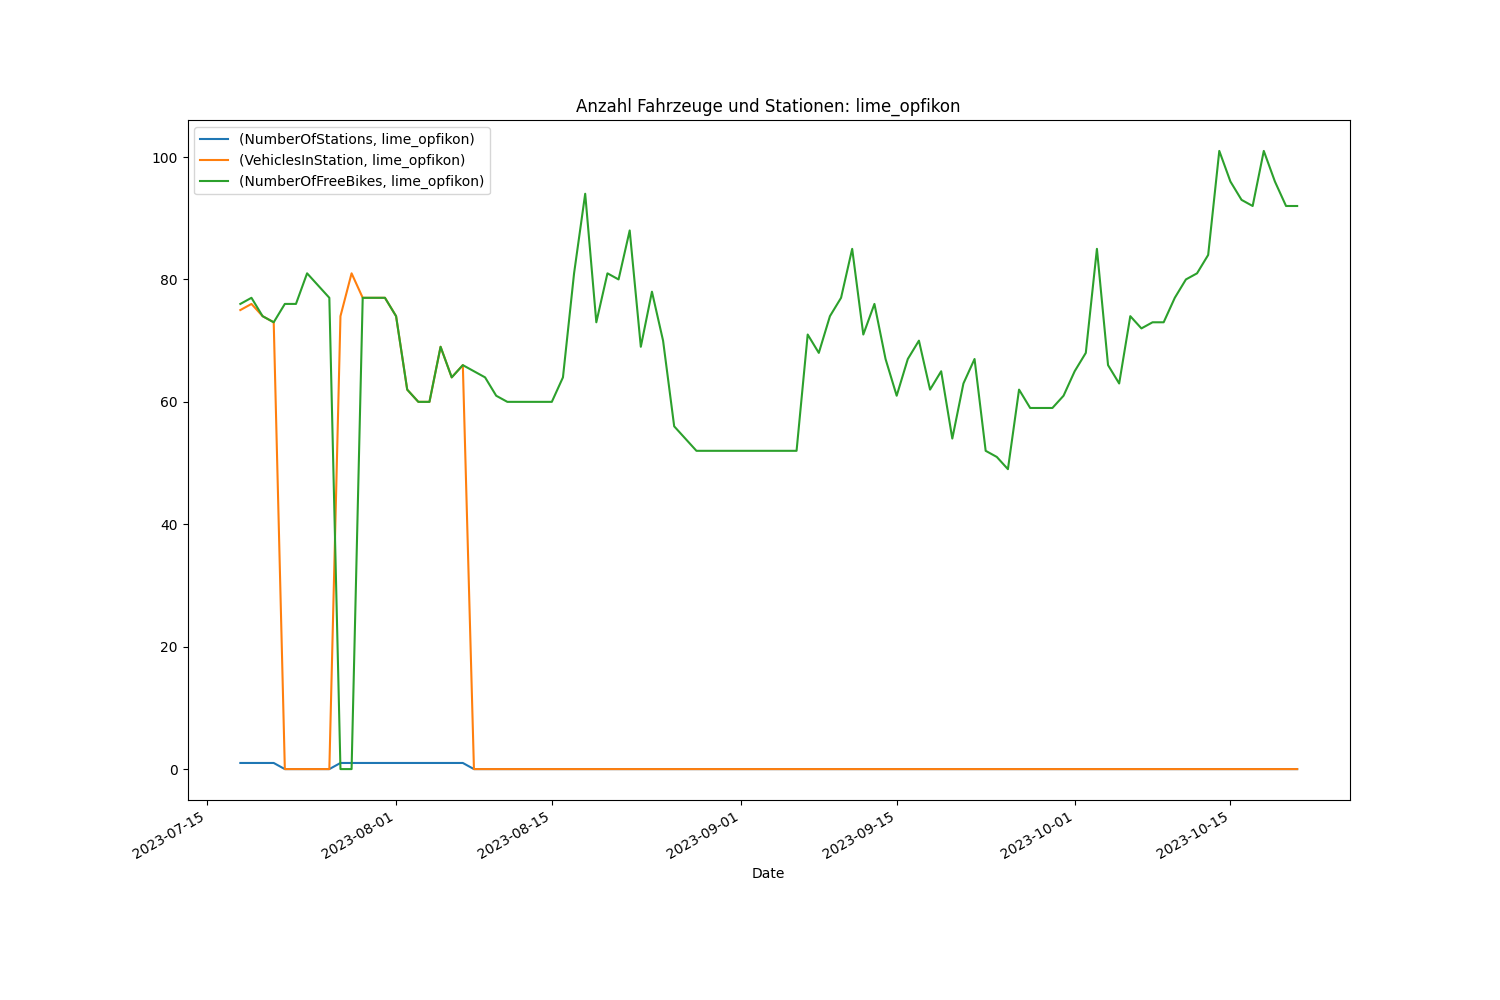 Anzahl Fahrzeuge und Stationen: lime_opfikon
(NumberOfStations, lime_opfikon)
(VehiclesInStation, lime_opfikon)
(NumberOfFreeBikes, lime_opfikon)
100
80
60
40
20
0
2023-07-15
2023-08-01
2023-08-15
2023-09-01
2023-09-15
2023-10-01
2023-10-15
Date